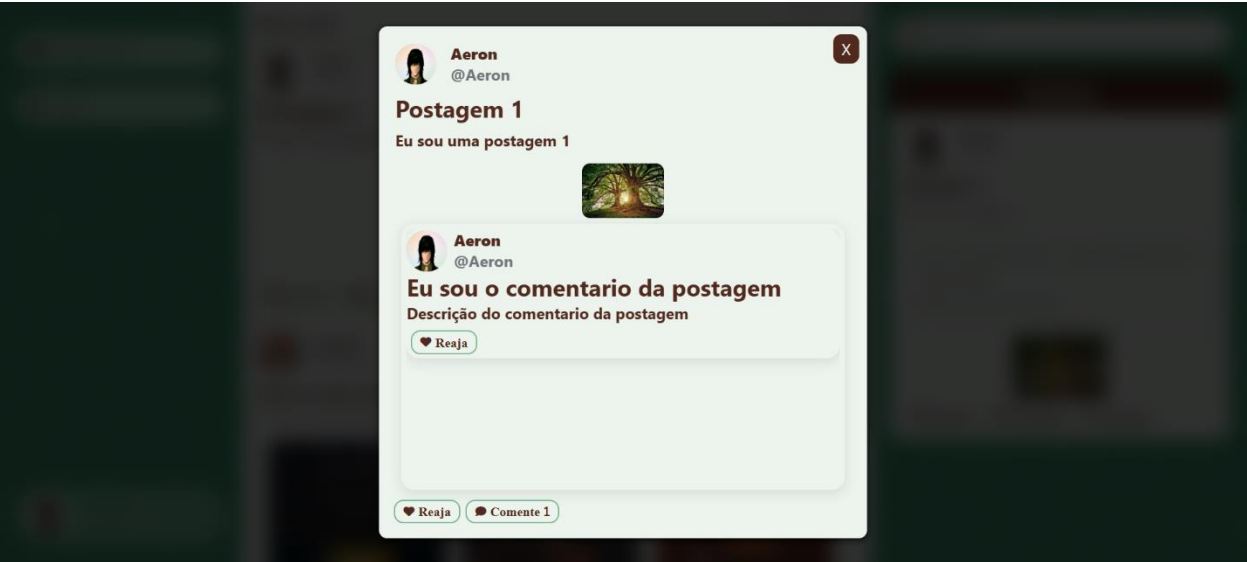 Aeron
X
@Aeron
Postagem 1
Eu sou uma postagem 1
Aeron
@Aeron
Eu sou o comentario da postagem
Descrição do comentario da postagem
Reaja
Reaja
Comente 1